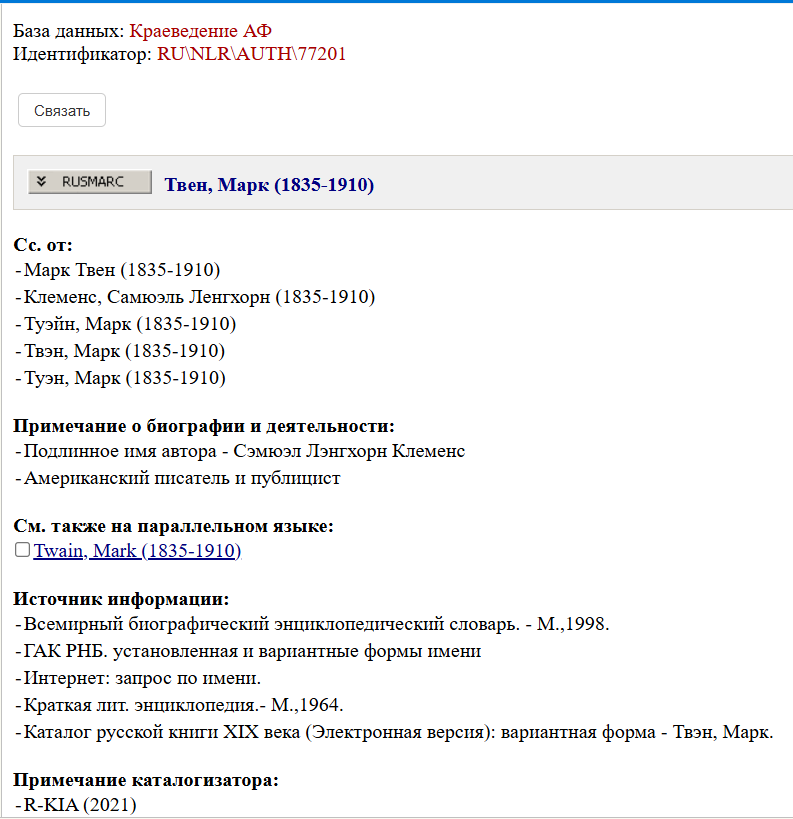 База данных: Краеведение АФ
Идентификатор: RU\NLR\AUTH\77201
Связать
RUSMARC Твен, Марк (1835-1910)
Сс. от:
-Марк Твен (1835-1910)
-Клеменс, Самюэль Ленгхорн (1835-1910)
-Туэйн, Марк (1835-1910)
-Твэн, Марк (1835-1910)
-Туэн, Марк (1835-1910)
Примечание о биографии и деятельности:
-Подлинное имя автора - Сэмюэл Лэнгхорн Клеменс
-Американский писатель и публицист
См. также на параллельном языке:
Twain, Mark (1835-1910)
Источник информации:
-Всемирный биографический энциклопедический словарь. - М.,1998.
-ГАК РНБ. установленная и вариантные формы имени
-Интернет: запрос по имени.
-Краткая лит. энциклопедия.- М.,1964.
-Каталог русской книги XIX века (Электронная версия): вариантная форма - Твэн, Марк.
Примечание каталогизатора:
-R-KIA (2021)